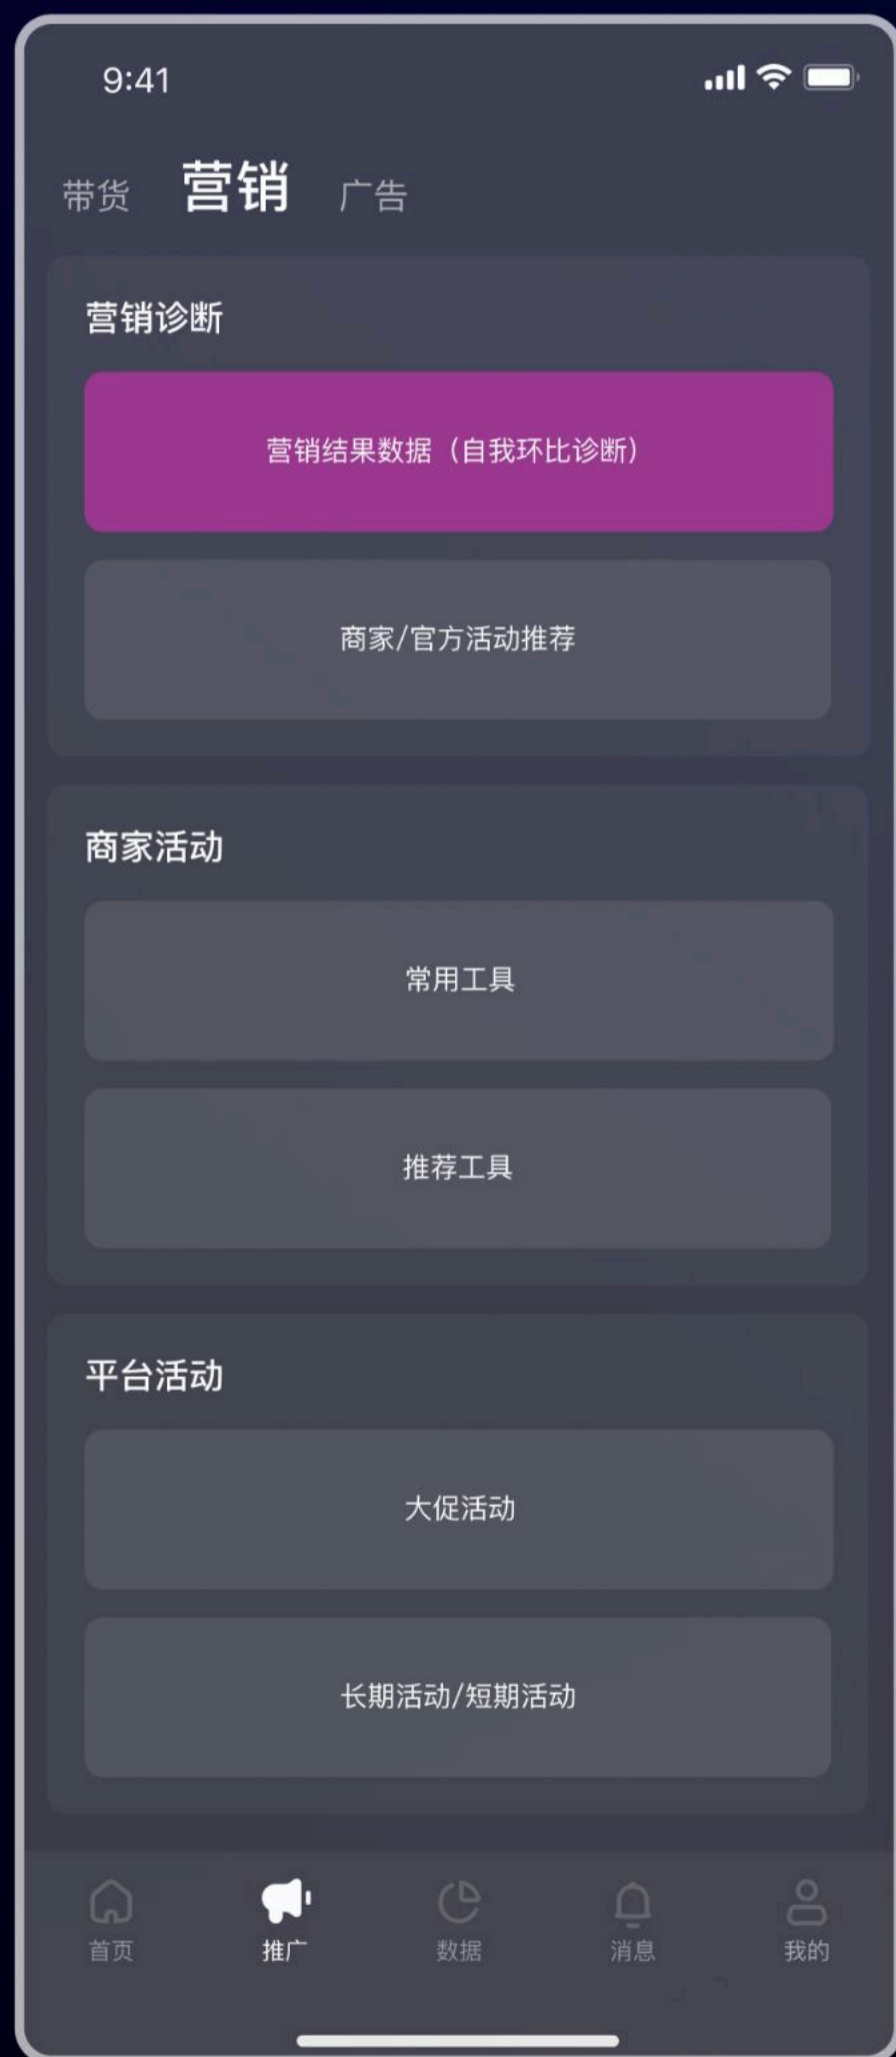 9:41
带货 营销 广告
营销诊断
营销结果数据（自我环比诊断）
商家/官方活动推荐
商家活动
常用工具
推荐工具
平台活动
大促活动
长期活动/短期活动
首页 推广 数据 消息 我的